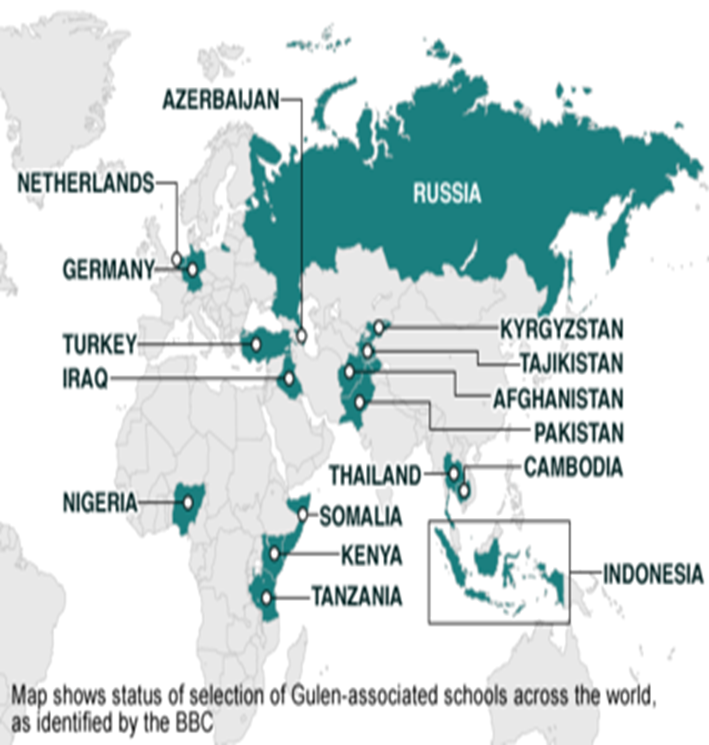 AZERBAIJAN
NETHERLANDS
RUSSIA
GERMANY
KYRGYZSTAN
TURKEY
TAJIKISTAN
IRAQ
AFGHANISTAN
PAKISTAN
CAMBODIA
THAILAND
NIGERIA
SOMALIA
KENYA
INDONESIA
TANZANIA
Map shows status of selection of Gulen-associated schools across the world,
as identified by the BBC